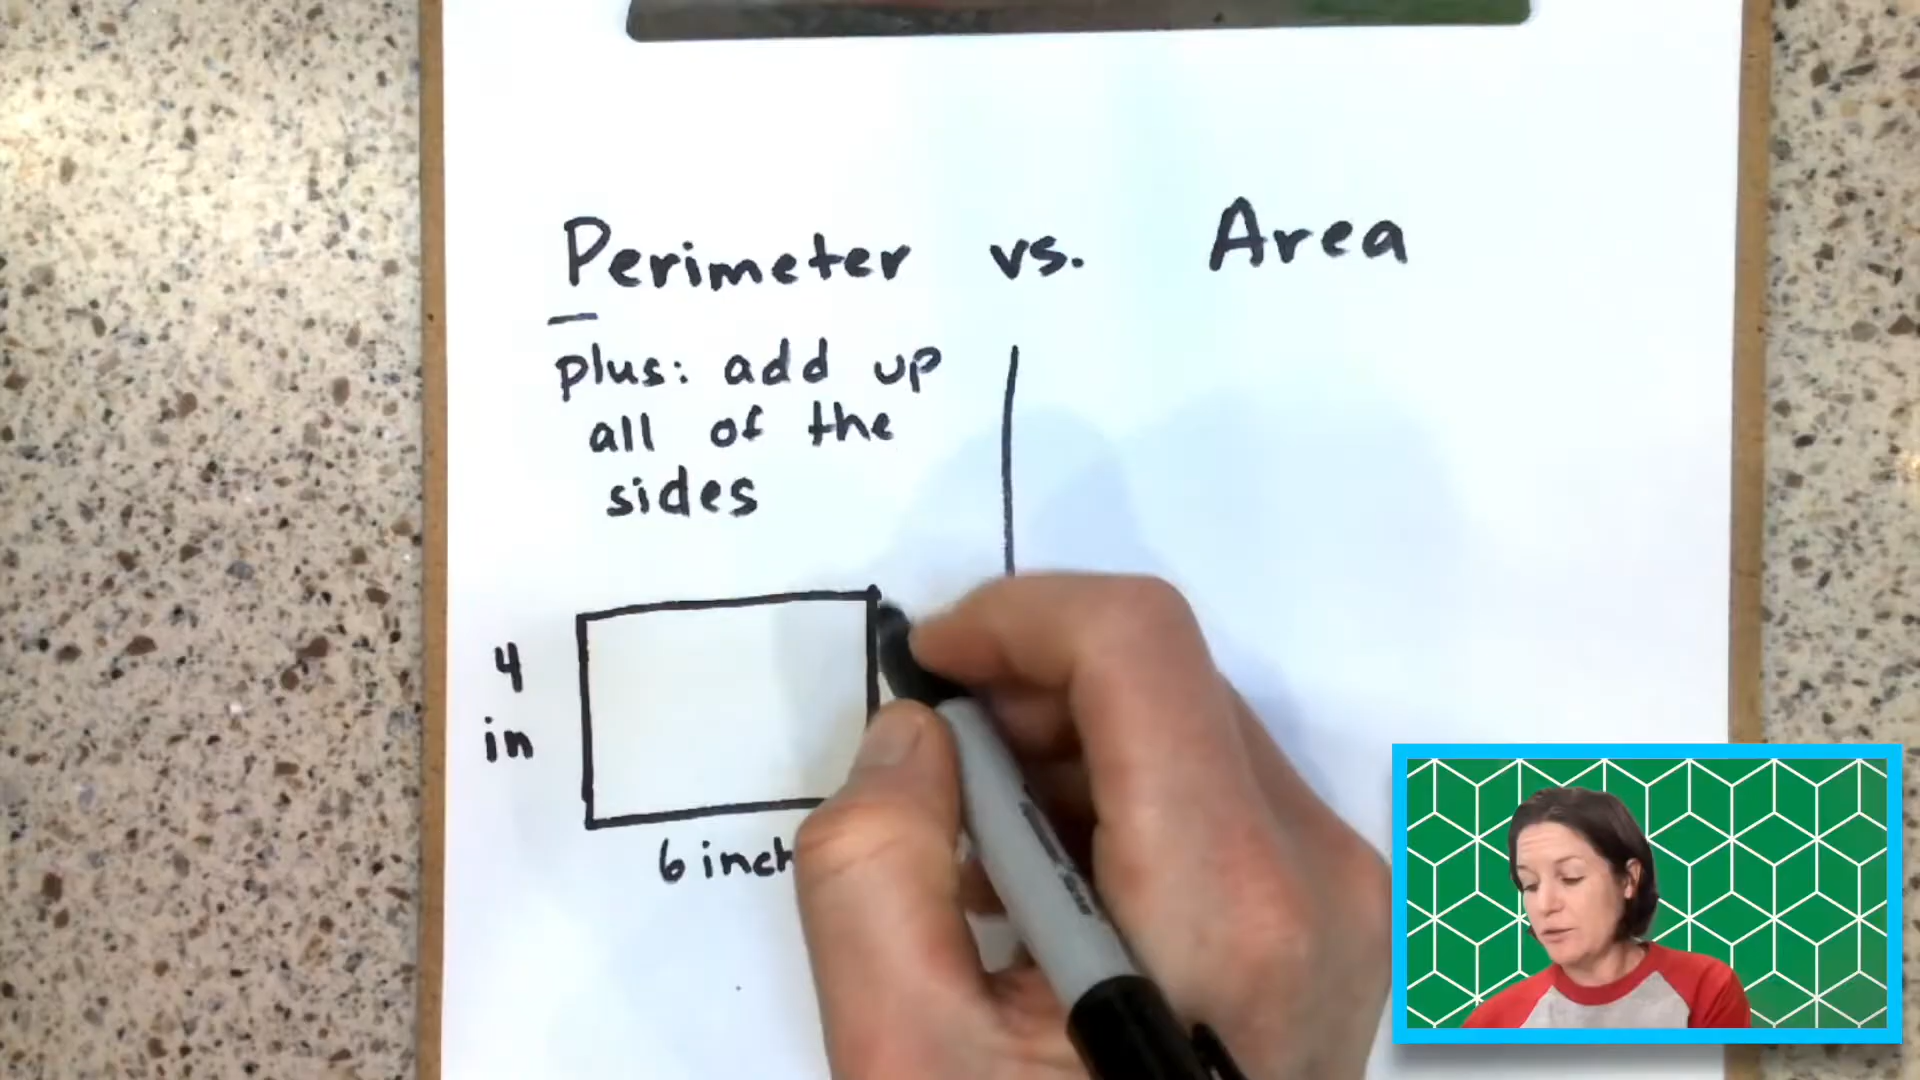 Perimeter vs. Area
plus: add up
all of the
sides
4
in
6 inch